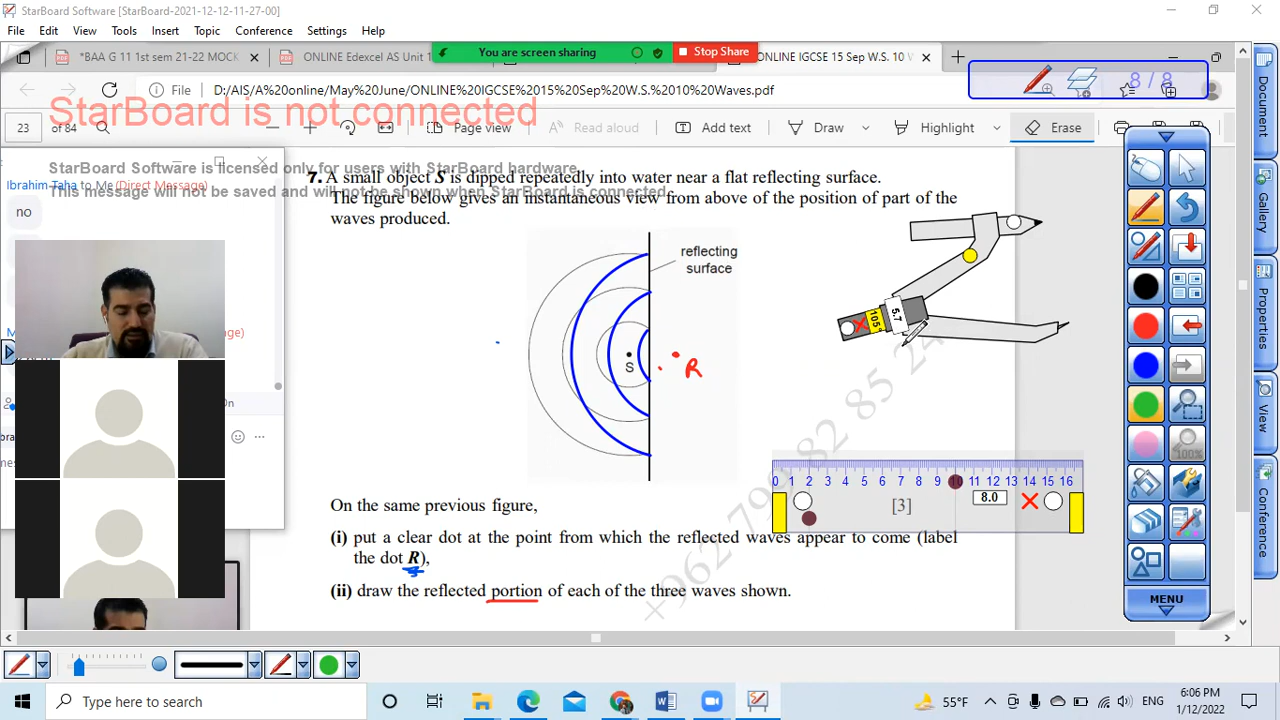 StarBoard Software-[StarBoard-2021-12-12-11-27-00]
File Edit View Tools Insert Topic Conference Settings Help
You are screen sharing Stop Share
*BAA G 11 1st sem 21-22 MOCK
ONLINE Edexcel AS Unit 1
ONLINE IGCSE 15 Sep W.S. 10 W
File D:/AIS/A online/May June/ONLINE%20IGCSE%2015%20Sep%20W.S.%2010%20Waves.pdf
8 / 8
StarBoard is not connected
23 of 84 Page view Read aloud Add text Draw Highlight Erase
StarBoard Software is licensed only for users with StarBoard hardware.
This message will not be saved and will not be shown when StarBoard is connected.
Ibrahim Taha to Me (Direct Message)
no
7. A small object S is dipped repeatedly into water near a flat reflecting surface.
The figure below gives an instantaneous view from above of the position of part of the
waves produced.
reflecting
surface
S
R
5.7
105°
0 1 2 3 4 5 6 7 8 9 10 11 12 13 14 15 16
8.0
[3]
On the same previous figure,
(i) put a clear dot at the point from which the reflected waves appear to come (label
the dot R),
(ii) draw the reflected portion of each of the three waves shown.
100%
MENU
Document
Properties
View
Conference
Type here to search
55°F
ENG
6:06 PM
1/12/2022